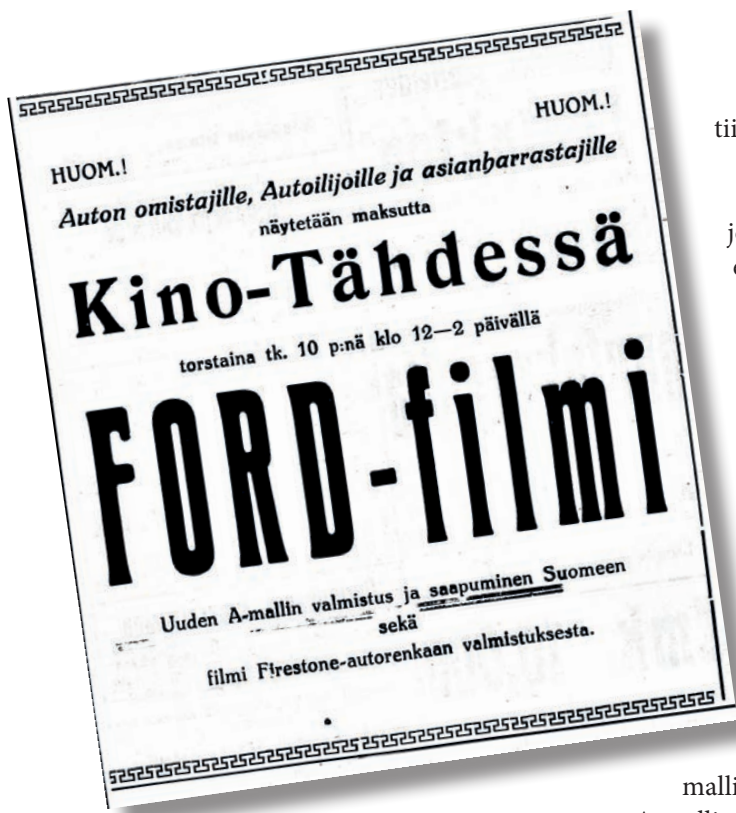 HUOM.!
HUOM.!
Auton omistajille, Autoilijoille ja asianharrastajille
näytetään maksutta
Kino-Tähdessä
torstaina tk. 10 p:nä klo 12—2 päivällä
FORD-filmi
Uuden A-mallin valmistus ja saapuminen Suomeen
sekä
filmi Firestone-autorenkaan valmistuksesta.